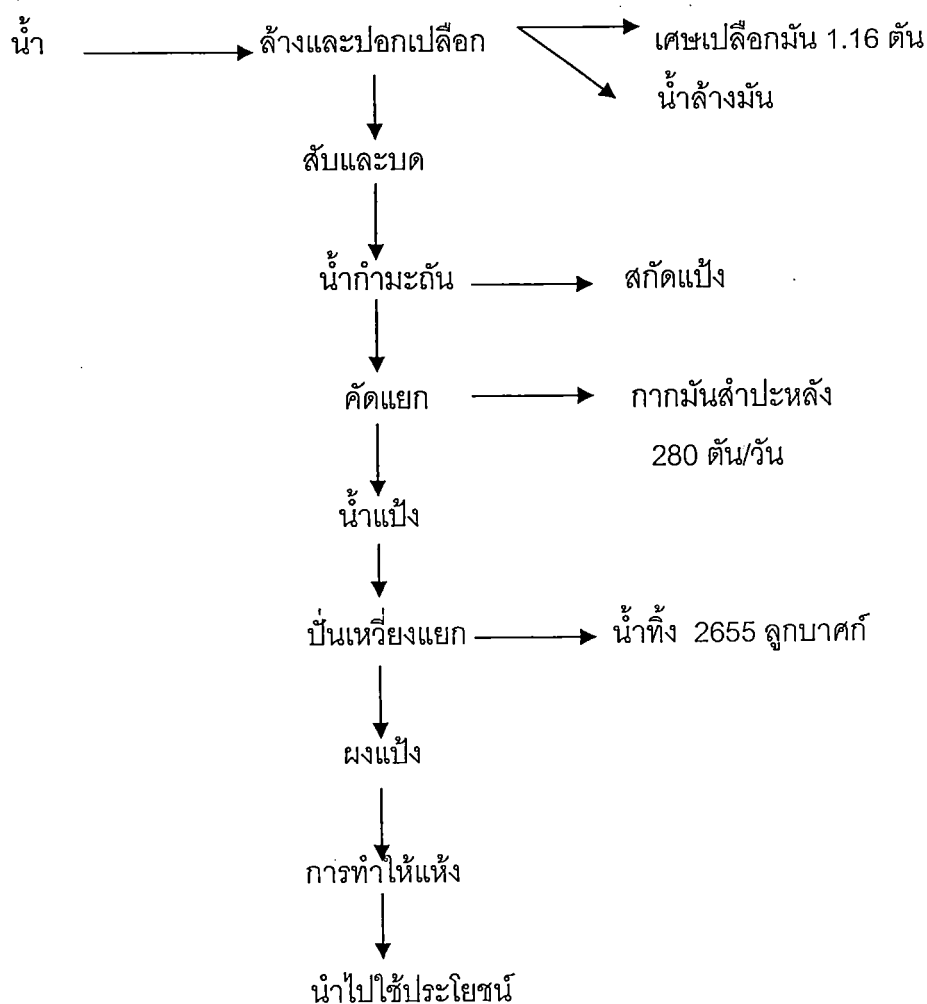 น้ำ
ล้างและปอกเปลือก
เศษเปลือกมัน 1.16 ตัน
น้ำล้างมัน
สับและบด
น้ำกำมะถัน
สกัดแป้ง
คัดแยก
กากมันสำปะหลัง
280 ตัน/วัน
น้ำแป้ง
ปั่นเหวี่ยงแยก
น้ำทิ้ง 2655 ลูกบาศก์
ผงแป้ง
การทำให้แห้ง
นำไปใช้ประโยชน์